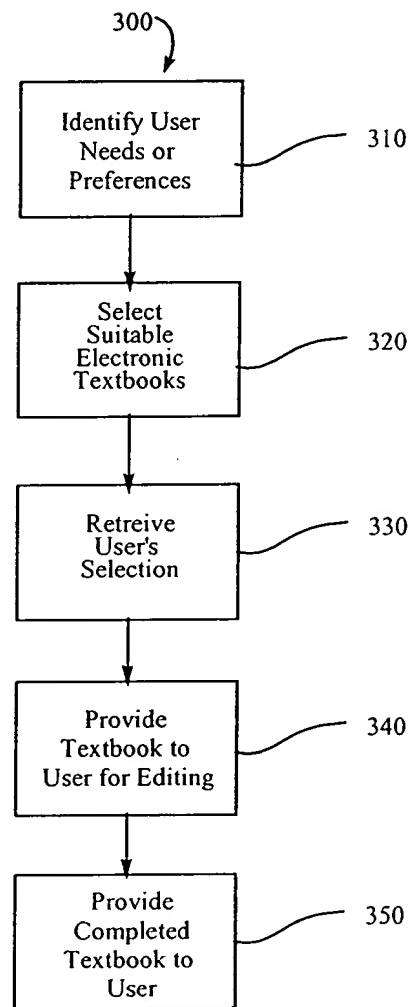 300
Identify User
Needs or
Preferences
310
Select
Suitable
Electronic
Textbooks
320
Retreive
User's
Selection
330
Provide
Textbook to
User for Editing
340
Provide
Completed
Textbook to
User
350